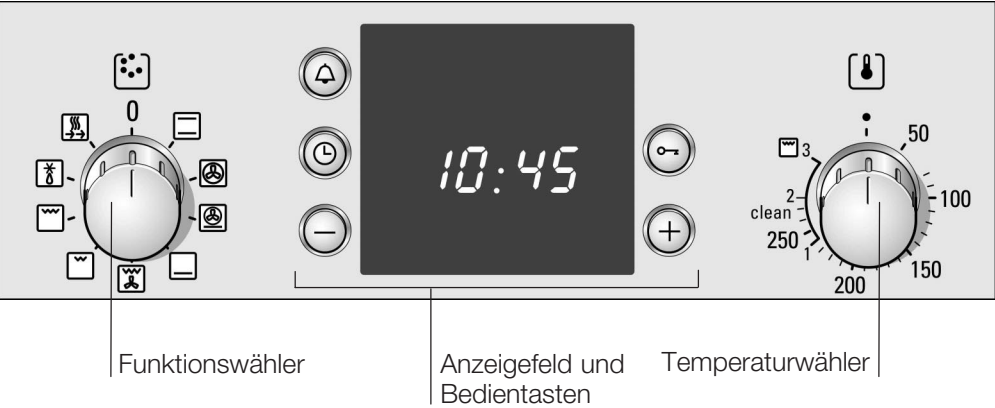 0
10:45
50
100
150
200
250
clean
1
2
3
Funktionswähler
Anzeigefeld und
Bedientasten
Temperaturwähler